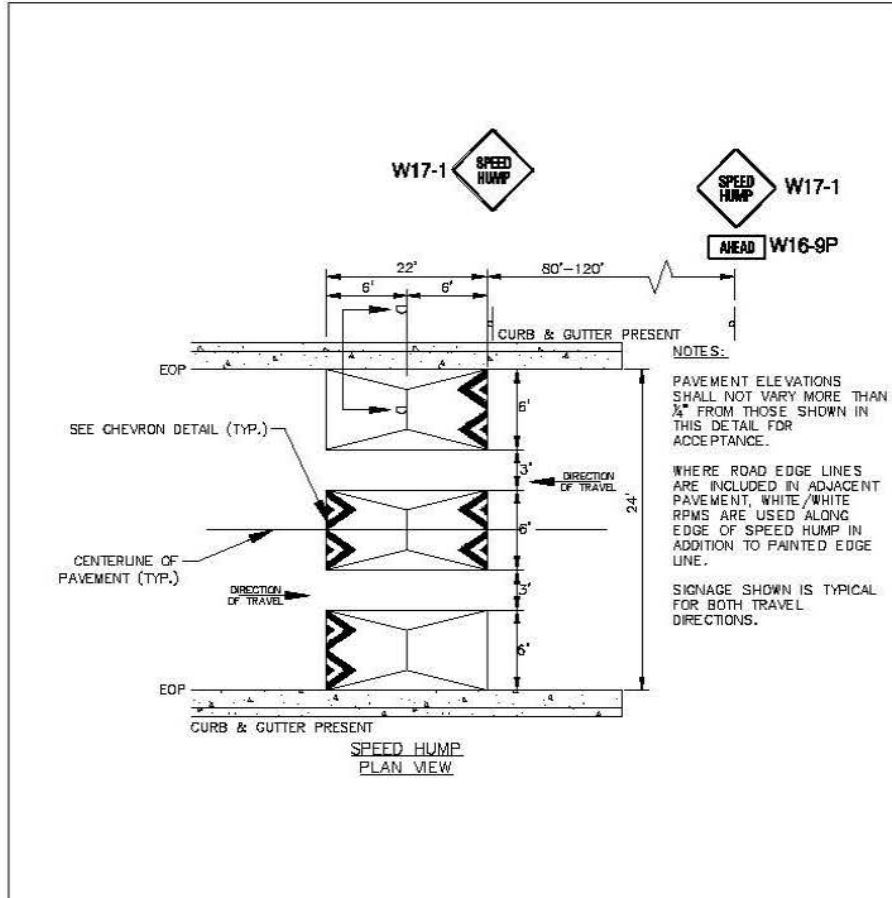 W17-1
SPEED
HUMP
SPEED
HUMP
W17-1
AHEAD
W16-9P
22'
80'-120'
6'
6'
CURB & GUTTER PRESENT
EOP
NOTES:
PAVEMENT ELEVATIONS
SHALL NOT VARY MORE THAN
¼" FROM THOSE SHOWN IN
THIS DETAIL FOR
ACCEPTANCE.
WHERE ROAD EDGE LINES
ARE INCLUDED IN ADJACENT
PAVEMENT, WHITE/WHITE
RPMS ARE USED ALONG
EDGE OF SPEED HUMP IN
ADDITION TO PAINTED EDGE
LINE.
SIGNAGE SHOWN IS TYPICAL
FOR BOTH TRAVEL
DIRECTIONS.
6'
SEE CHEVRON DETAIL (TYP.)
3'
DIRECTION
OF TRAVEL
24'
6'
CENTERLINE OF
PAVEMENT (TYP.)
DIRECTION
OF TRAVEL
3'
6'
EOP
CURB & GUTTER PRESENT
SPEED HUMP
PLAN VIEW